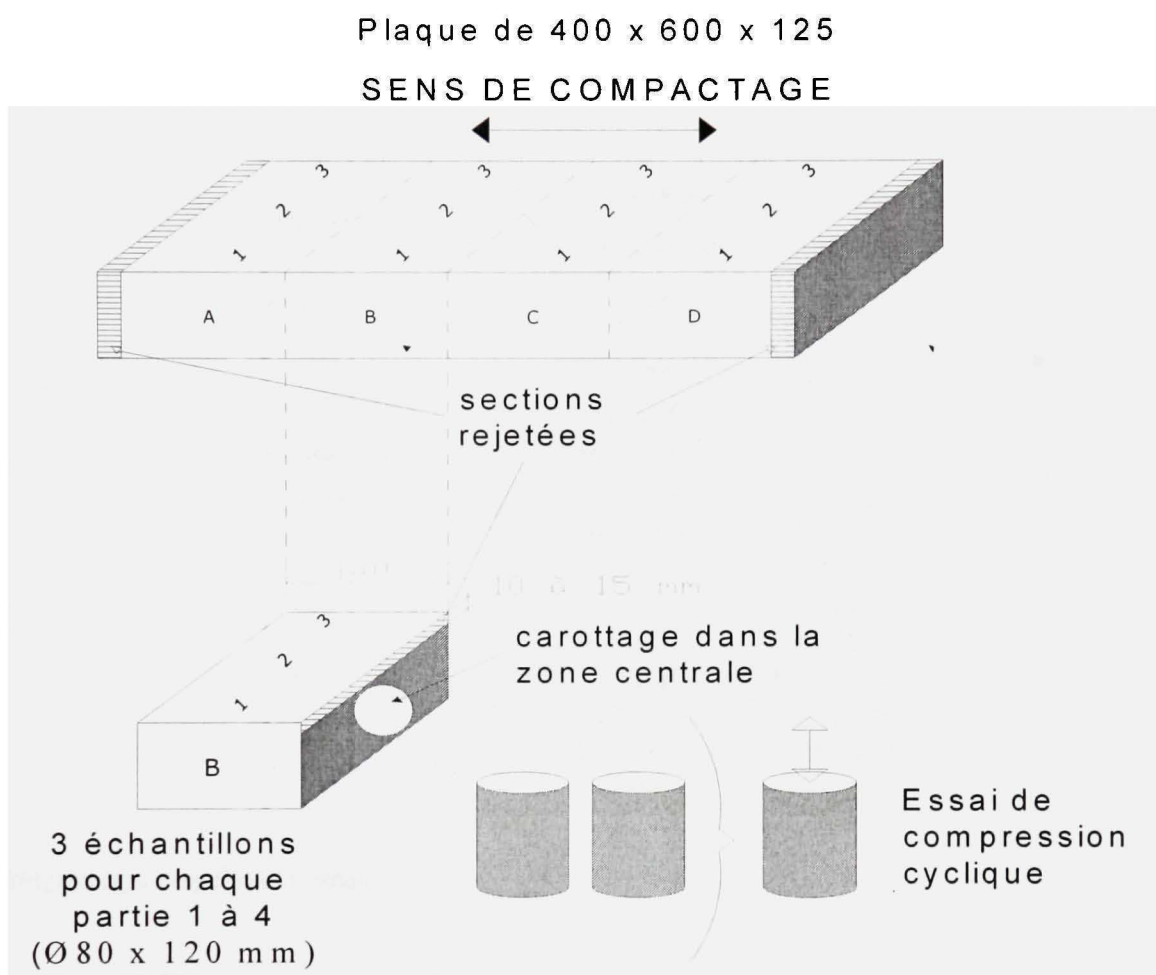 Plaque de 400 x 600 x 125
SENS DE COMPACTAGE
3 3 3 3
2 2 2 2
1 1 1 1
A B C D
sections
rejetées
10 à 15 mm
3
2
1
carottage dans la
zone centrale
B
3 échantillons
pour chaque
partie 1 à 4
(Ø 80 x 120 mm)
Essai de
compression
cyclique